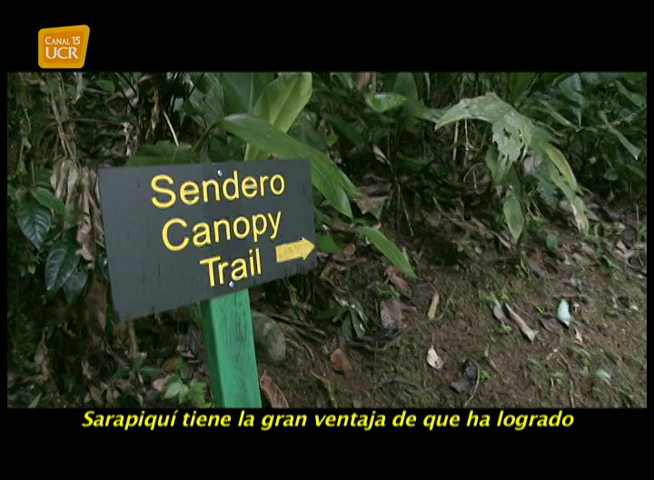 CANAL 15
UCR
Sendero
Canopy
Trail
Sarapiquí tiene la gran ventaja de que ha logrado